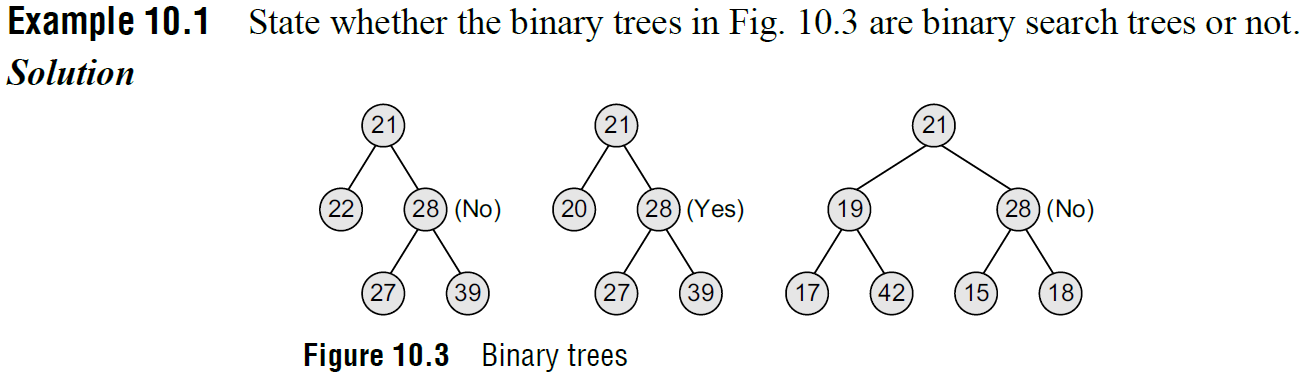 Example 10.1 State whether the binary trees in Fig. 10.3 are binary search trees or not.
Solution
21 21 21
22 28 (No) 20 28 (Yes) 19 28 (No)
27 39 27 39 17 42 15 18
Figure 10.3 Binary trees